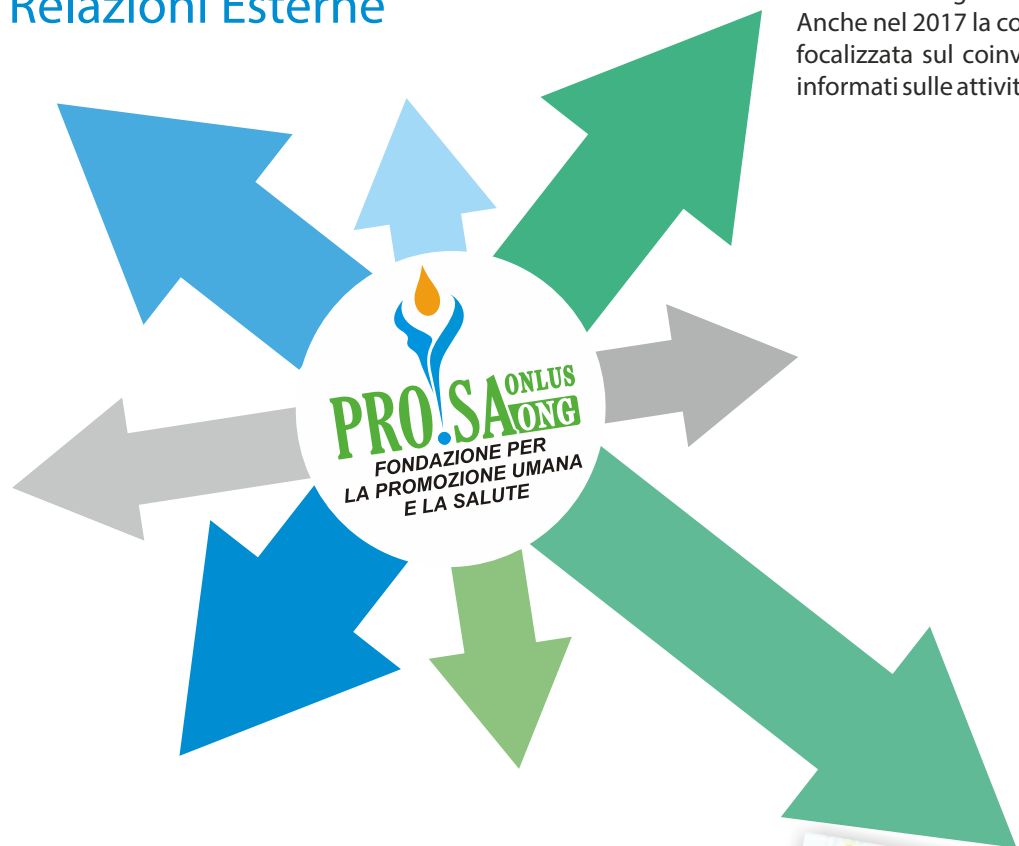 Relazioni Esterne
Anche nel 2017 la co
focalizzata sul coinv
informati sulle attivit
PRO.SA ONLUS
ONG
FONDAZIONE PER
LA PROMOZIONE UMANA
E LA SALUTE